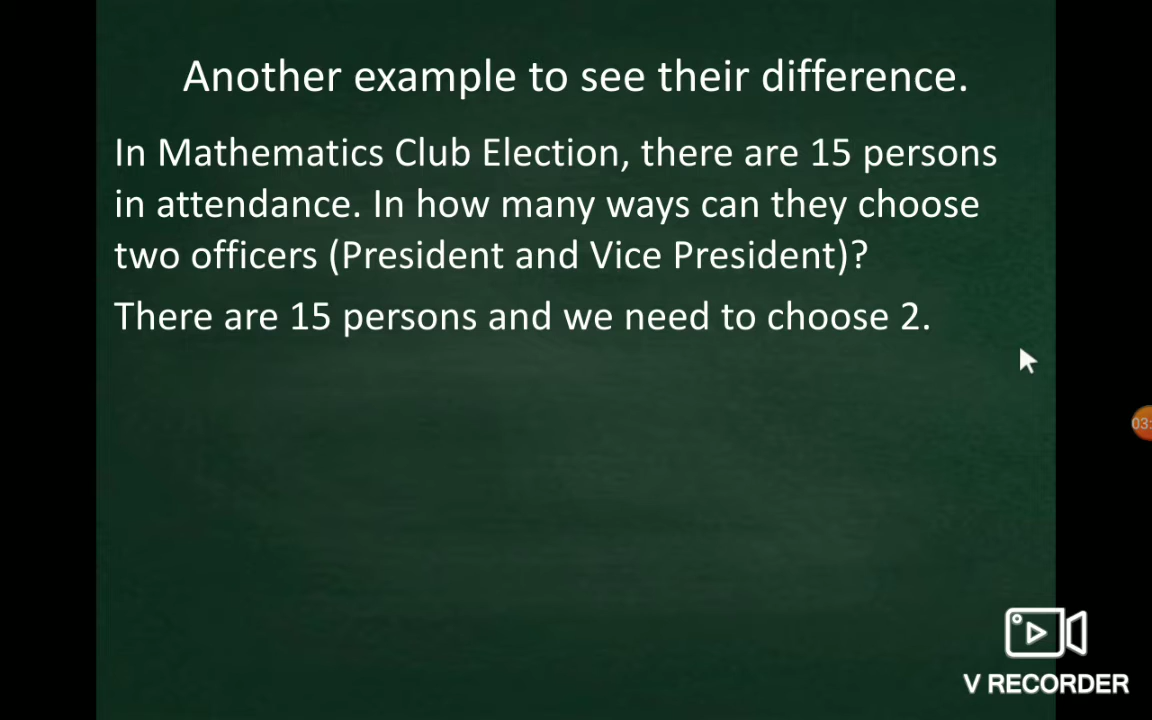 Another example to see their difference.
In Mathematics Club Election, there are 15 persons
in attendance. In how many ways can they choose
two officers (President and Vice President)?
There are 15 persons and we need to choose 2.
03:
V RECORDER